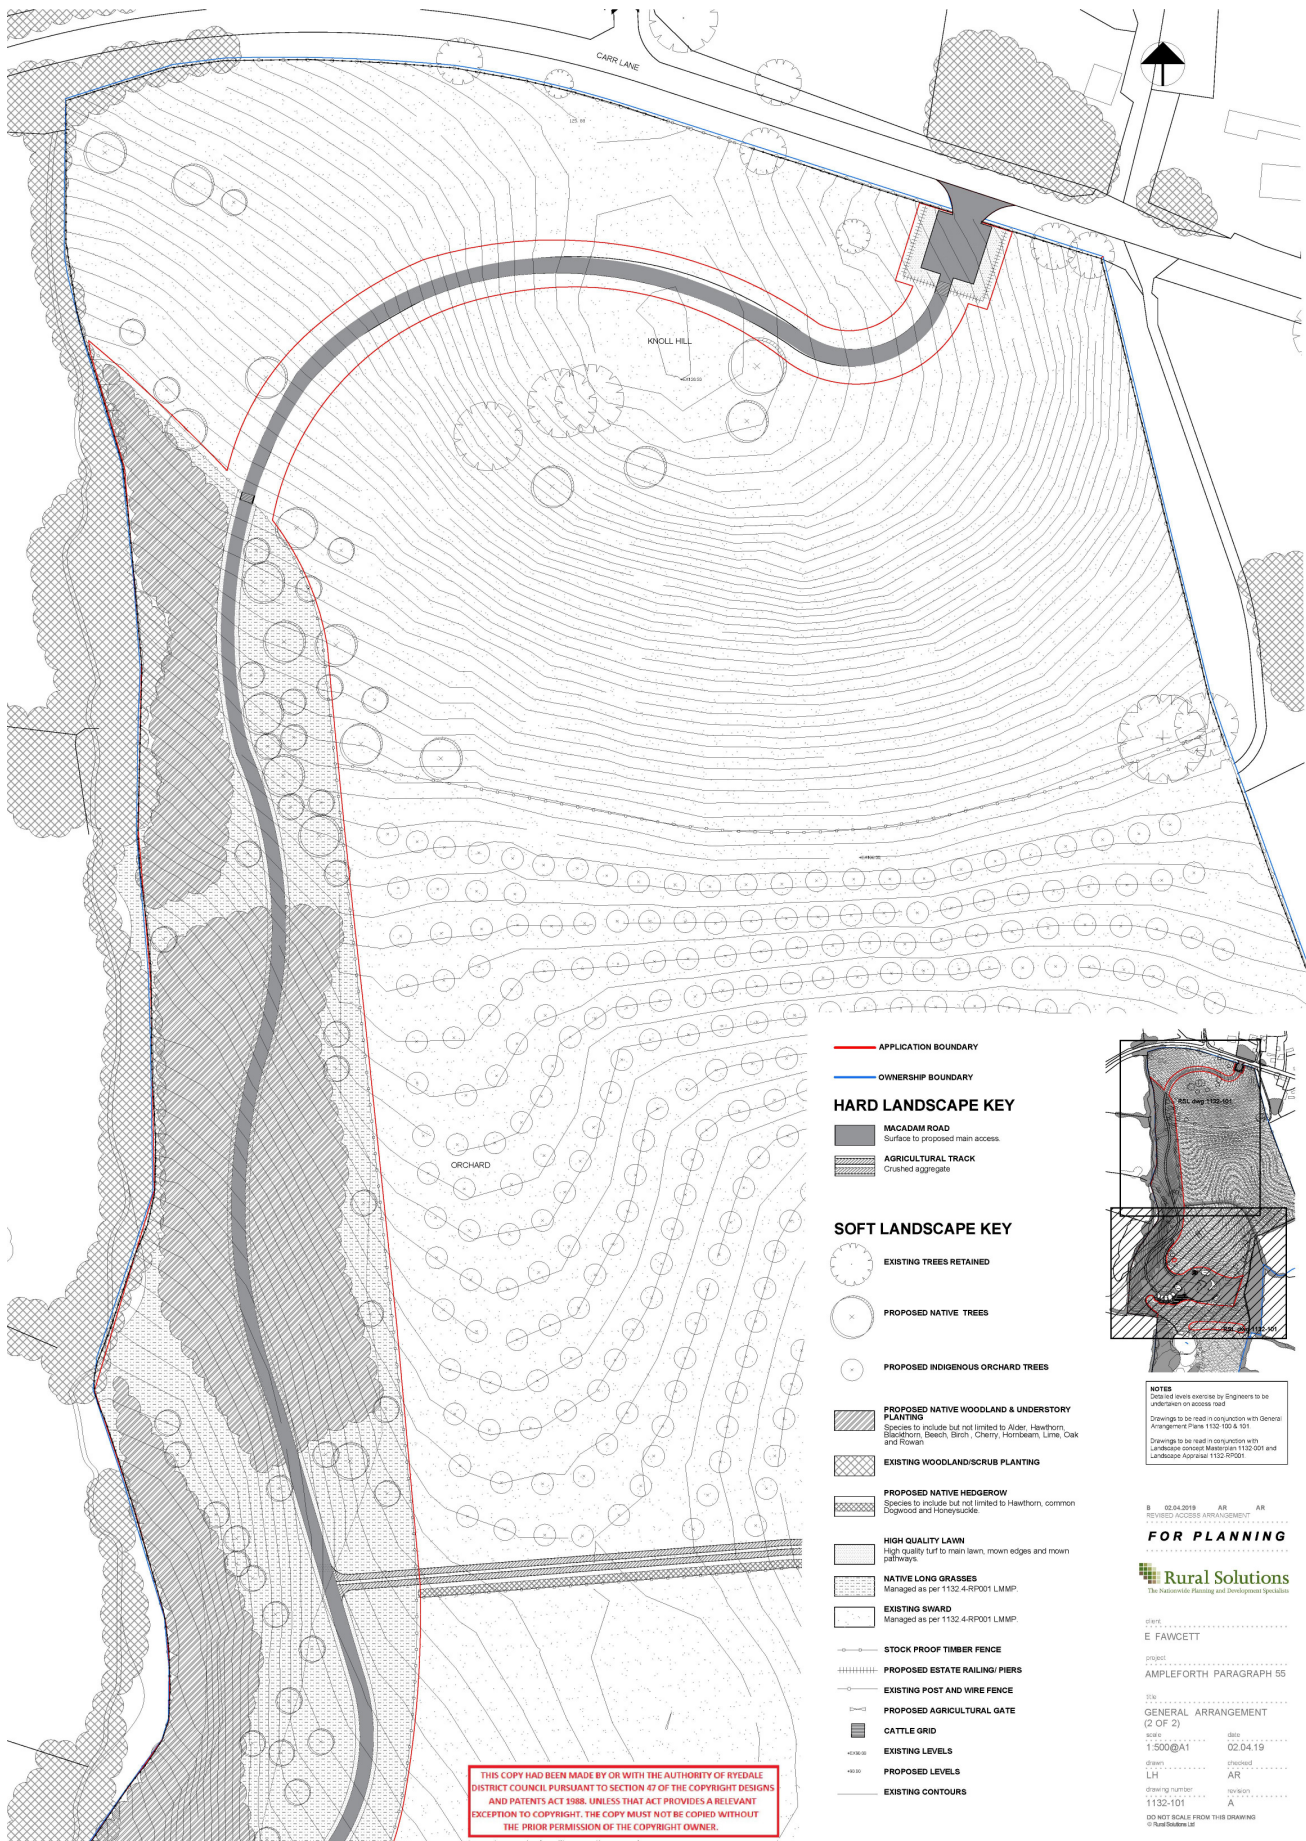 CARR LANE
125.00
KNOLL HILL
ORCHARD
APPLICATION BOUNDARY
OWNERSHIP BOUNDARY
HARD LANDSCAPE KEY
MACADAM ROAD
Surface to proposed main access.
AGRICULTURAL TRACK
Crushed aggregate
SOFT LANDSCAPE KEY
EXISTING TREES RETAINED
PROPOSED NATIVE TREES
PROPOSED INDIGENOUS ORCHARD TREES
PROPOSED NATIVE WOODLAND & UNDERSTORY
PLANTING
Species to include but not limited to Alder, Hawthorn,
Blackthorn, Beech, Birch , Cherry, Hornbeam, Lime, Oak
and Rowan
EXISTING WOODLAND/SCRUB PLANTING
PROPOSED NATIVE HEDGEROW
Species to include but not limited to Hawthorn, common
Dogwood and Honeysuckle.
HIGH QUALITY LAWN
High quality turf to main lawn, mown edges and mown
pathways.
NATIVE LONG GRASSES
Managed as per 1132.4-RP001 LMMP.
EXISTING SWARD
Managed as per 1132.4-RP001 LMMP.
STOCK PROOF TIMBER FENCE
PROPOSED ESTATE RAILING/ PIERS
EXISTING POST AND WIRE FENCE
PROPOSED AGRICULTURAL GATE
CATTLE GRID
EXISTING LEVELS
PROPOSED LEVELS
EXISTING CONTOURS
RSL dwg 1132-101
RSL dwg 1132-101
NOTES
Detailed levels exercise by Engineers to be
undertaken on access road
Drawings to be read in conjunction with General
Arrangement Plans 1132-100 & 101
Drawings to be read in conjunction with
Landscape concept Masterplan 1132-001 and
Landscape Appraisal 1132-RP001.
B 02.04.2019 AR AR
REVISED ACCESS ARRANGEMENT
FOR PLANNING
Rural Solutions
The Nationwide Planning and Development Specialists
client
E FAWCETT
project
AMPLEFORTH PARAGRAPH 55
title
GENERAL ARRANGEMENT
(2 OF 2)
scale date
1:500@A1 02.04.19
drawn checked
LH AR
drawing number revision
1132-101 A
DO NOT SCALE FROM THIS DRAWING
© Rural Solutions Ltd
THIS COPY HAD BEEN MADE BY OR WITH THE AUTHORITY OF RYEDALE
DISTRICT COUNCIL PURSUANT TO SECTION 47 OF THE COPYRIGHT DESIGNS
AND PATENTS ACT 1988. UNLESS THAT ACT PROVIDES A RELEVANT
EXCEPTION TO COPYRIGHT. THE COPY MUST NOT BE COPIED WITHOUT
THE PRIOR PERMISSION OF THE COPYRIGHT OWNER.